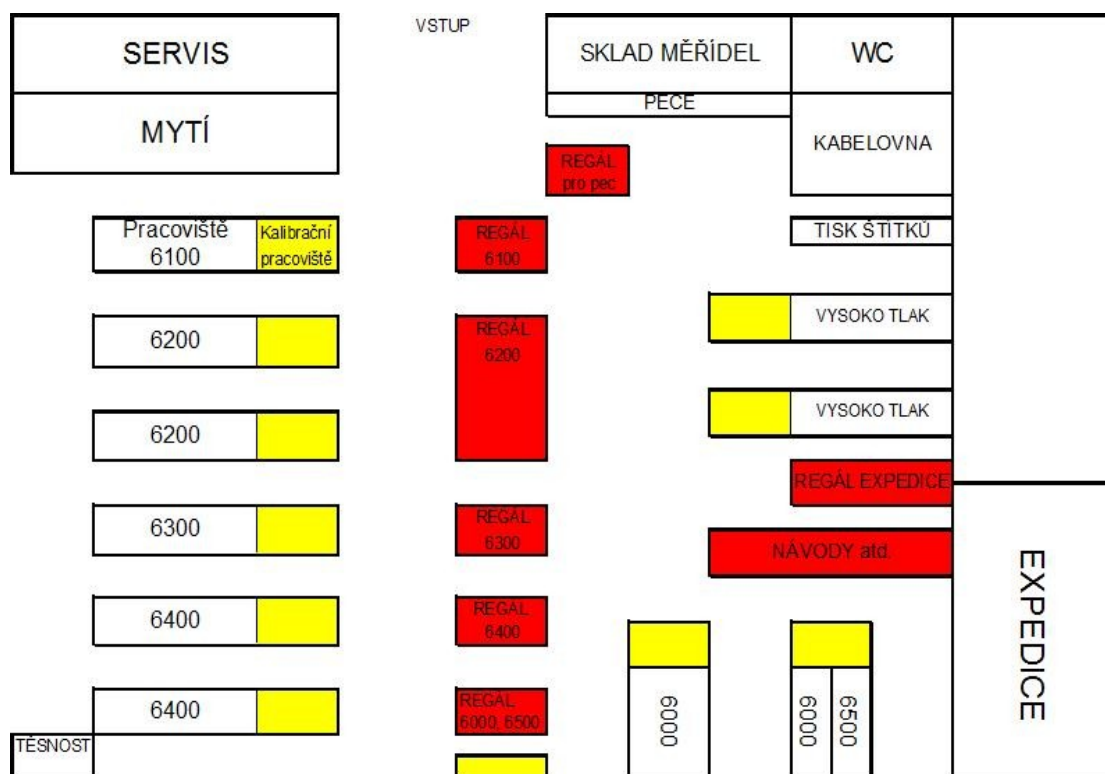 VSTUP
SERVIS
SKLAD MĚŘÍDEL
WC
MYTÍ
PECE
KABELOVNA
REGÁL
pro pec
Pracoviště
6100
Kalibrační
pracoviště
REGÁL
6100
TISK ŠTÍTKŮ
6200
REGÁL
6200
VYSOKO TLAK
6200
VYSOKO TLAK
REGÁL EXPEDICE
6300
REGÁL
6300
NÁVODY atd.
EXPEDICE
6400
REGÁL
6400
6400
REGÁL
6000, 6500
6000
6000
6500
TĚSNOST